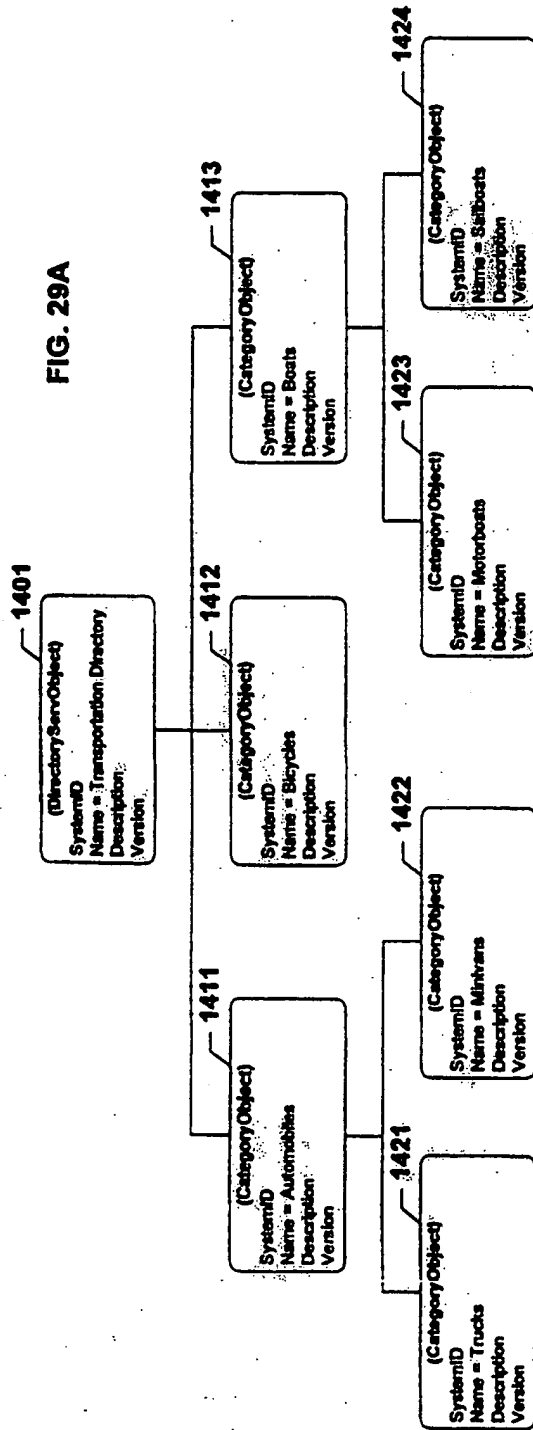 FIG. 29A
1401
(DirectoryServObject)
SystemID
Name = Transportation Directory
Description
Version
1411
(CategoryObject)
SystemID
Name = Automobiles
Description
Version
1412
(CategoryObject)
SystemID
Name = Bicycles
Description
Version
1413
(CategoryObject)
SystemID
Name = Boats
Description
Version
1421
(CategoryObject)
SystemID
Name = Trucks
Description
Version
1422
(CategoryObject)
SystemID
Name = Minivans
Description
Version
1423
(CategoryObject)
SystemID
Name = Motorboats
Description
Version
1424
(CategoryObject)
SystemID
Name = Sailboats
Description
Version